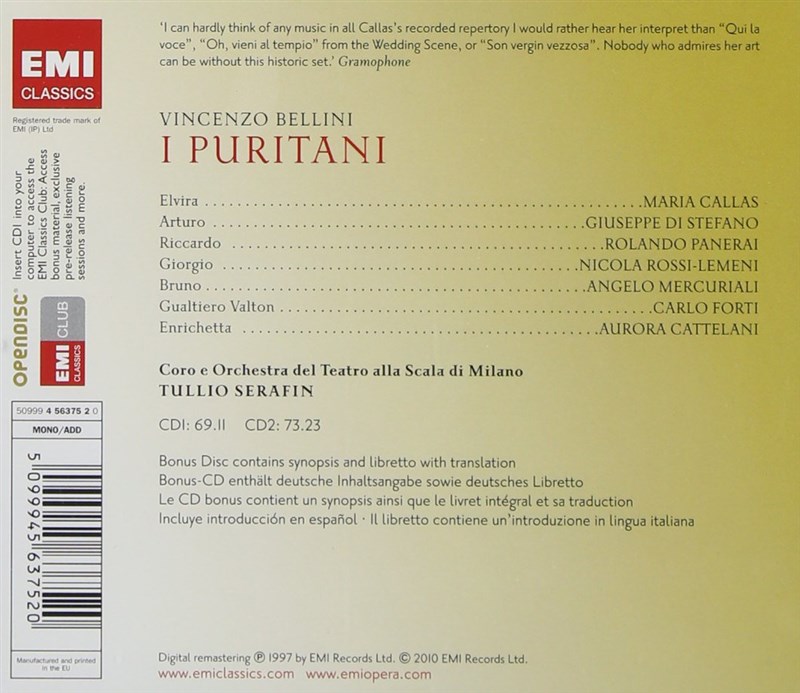 EMI
CLASSICS
Registered trade mark of
EMI (IP) Ltd
Insert CD1 into your
computer to access the
EMI Classics Club: Access
bonus material, exclusive
pre-release listening
sessions and more.
OPENDISC®
EMI
CLASSICS
CLUB
50999 4 56375 2 0
MONO/ADD
5 099945 637520
Manufactured and printed
in the EU
'I can hardly think of any music in all Callas's recorded repertory I would rather hear her interpret than "Qui la
voce", "Oh, vieni al tempio" from the Wedding Scene, or "Son vergin vezzosa". Nobody who admires her art
can be without this historic set.' Gramophone
VINCENZO BELLINI
I PURITANI
Elvira ........................................ MARIA CALLAS
Arturo ........................................ GIUSEPPE DI STEFANO
Riccardo ........................................ ROLANDO PANERAI
Giorgio ........................................ NICOLA ROSSI-LEMENI
Bruno ........................................ ANGELO MERCURIALI
Gualtiero Valton ........................................ CARLO FORTI
Enrichetta ........................................ AURORA CATTELANI
Coro e Orchestra del Teatro alla Scala di Milano
TULLIO SERAFIN
CD1: 69.11 CD2: 73.23
Bonus Disc contains synopsis and libretto with translation
Bonus-CD enthält deutsche Inhaltsangabe sowie deutsches Libretto
Le CD bonus contient un synopsis ainsi que le livret intégral et sa traduction
Incluye introducción en español · Il libretto contiene un'introduzione in lingua italiana
Digital remastering ℗ 1997 by EMI Records Ltd. © 2010 EMI Records Ltd.
www.emiclassics.com www.emiopera.com